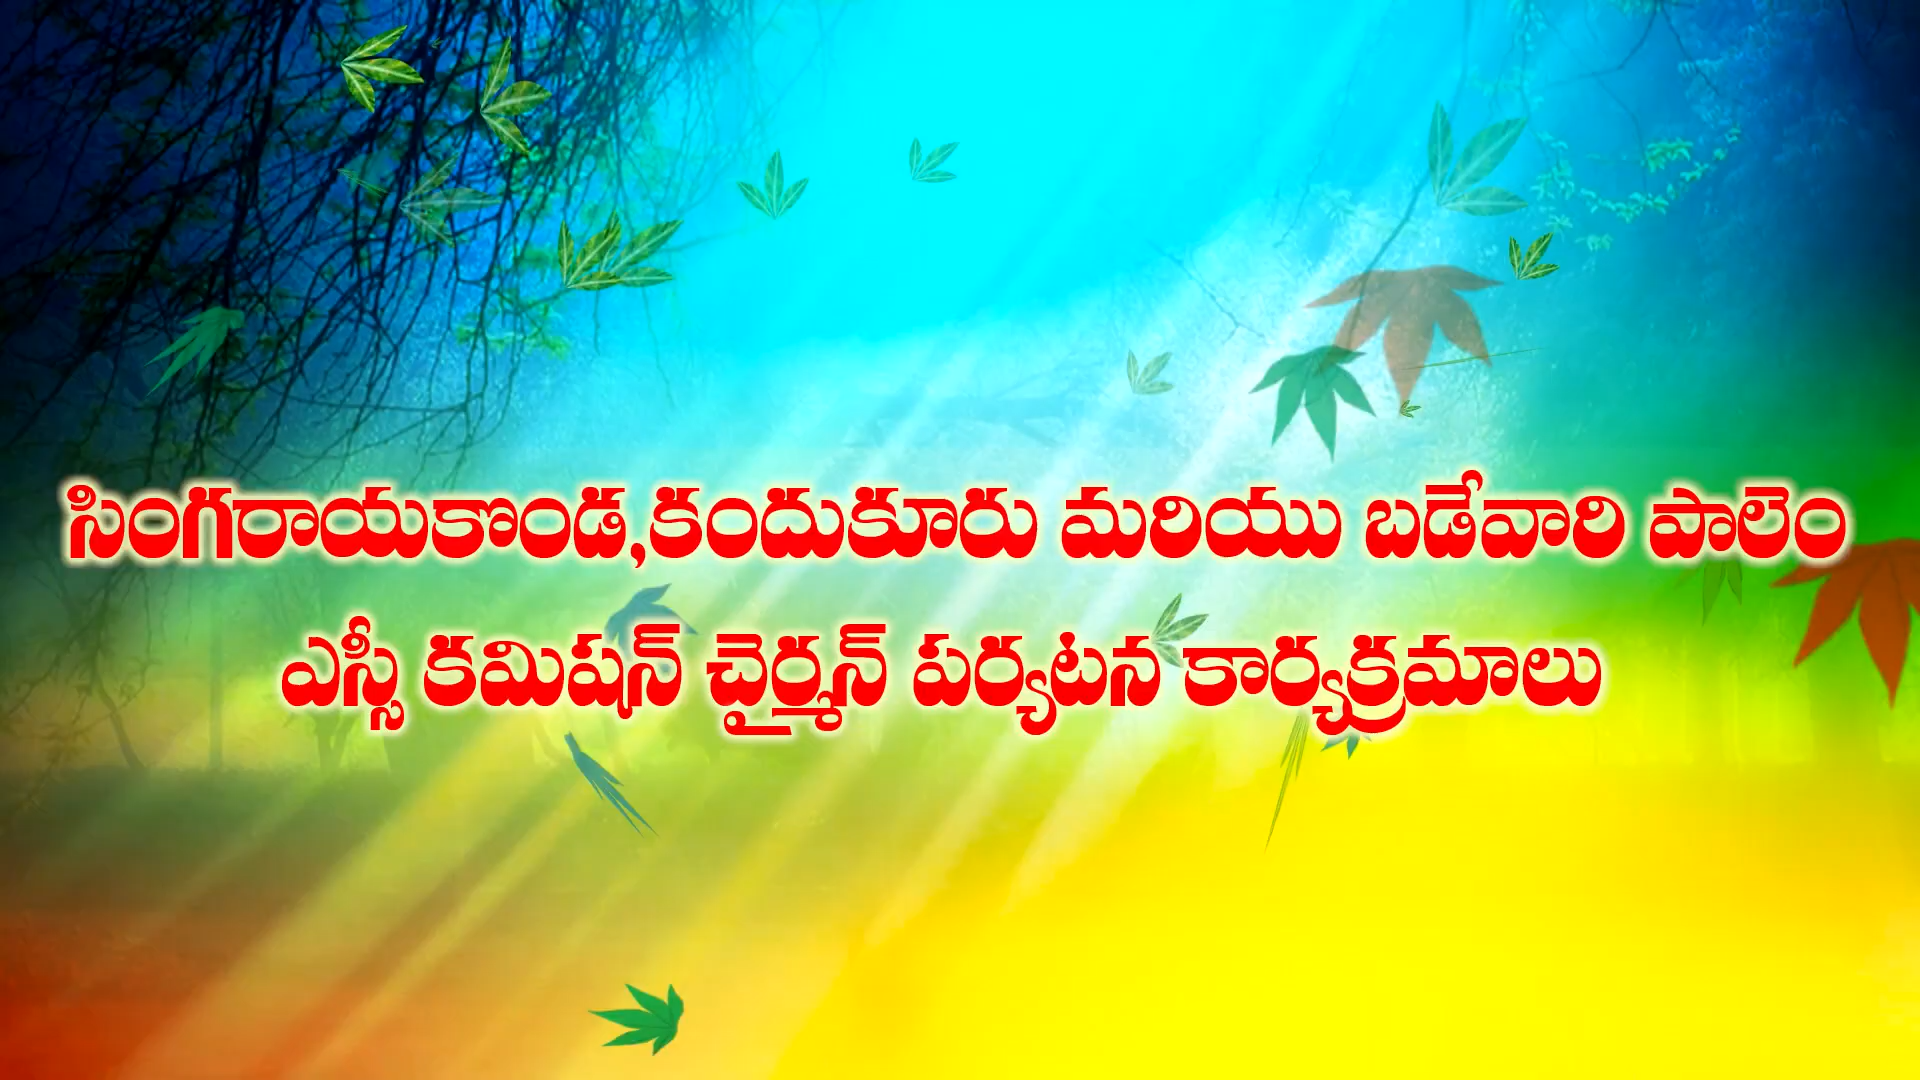 సింగరాయకొండ,కందుకూరు మరియు బడేవారి పాలెం
ఎస్సీ కమిషన్ చైర్మన్ పర్యటన కార్యక్రమాలు